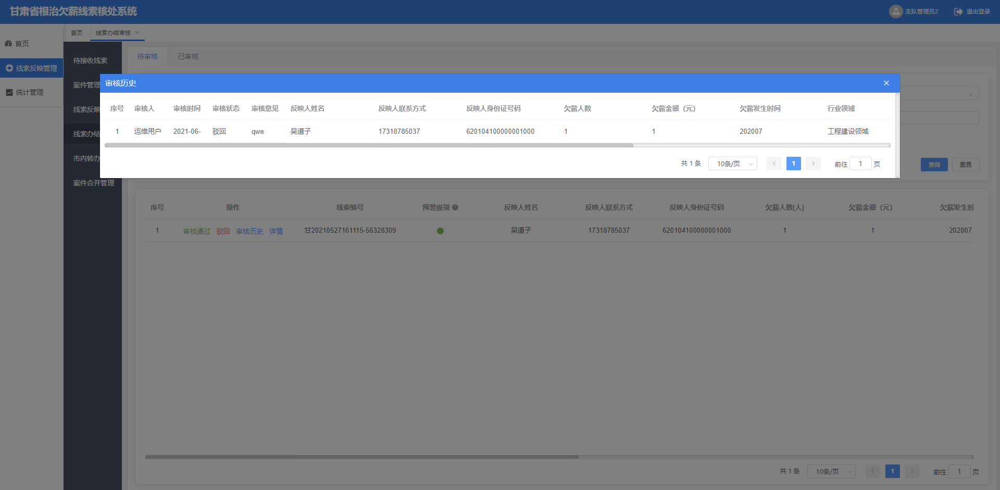 甘肃省根治欠薪线索核处系统
支队管理员2
退出登录
首页
线索办结审核
首页
线索反映管理
统计管理
待接收线索
案件管理
线索反映
线索办结
市内转办
案件合并管理
待审核
已审核
审核历史
序号 审核人 审核时间 审核状态 审核意见 反映人姓名 反映人联系方式 反映人身份证号码 欠薪人数 欠薪金额（元） 欠薪发生时间 行业领域
1 运维用户 2021-06- 驳回 qwe 吴道子 17318785037 620104100000001000 1 1 202007 工程建设领域
共 1 条 10条/页 1 前往 1 页
查询 重置
序号 操作 线索编号 预警级别 反映人姓名 反映人联系方式 反映人身份证号码 欠薪人数(人) 欠薪金额（元） 欠薪发生时
1 审核通过 驳回 审核历史 详情 甘20210527161115-56328309 吴道子 17318785037 620104100000001000 1 1 202007
共 1 条 10条/页 1 前往 1 页